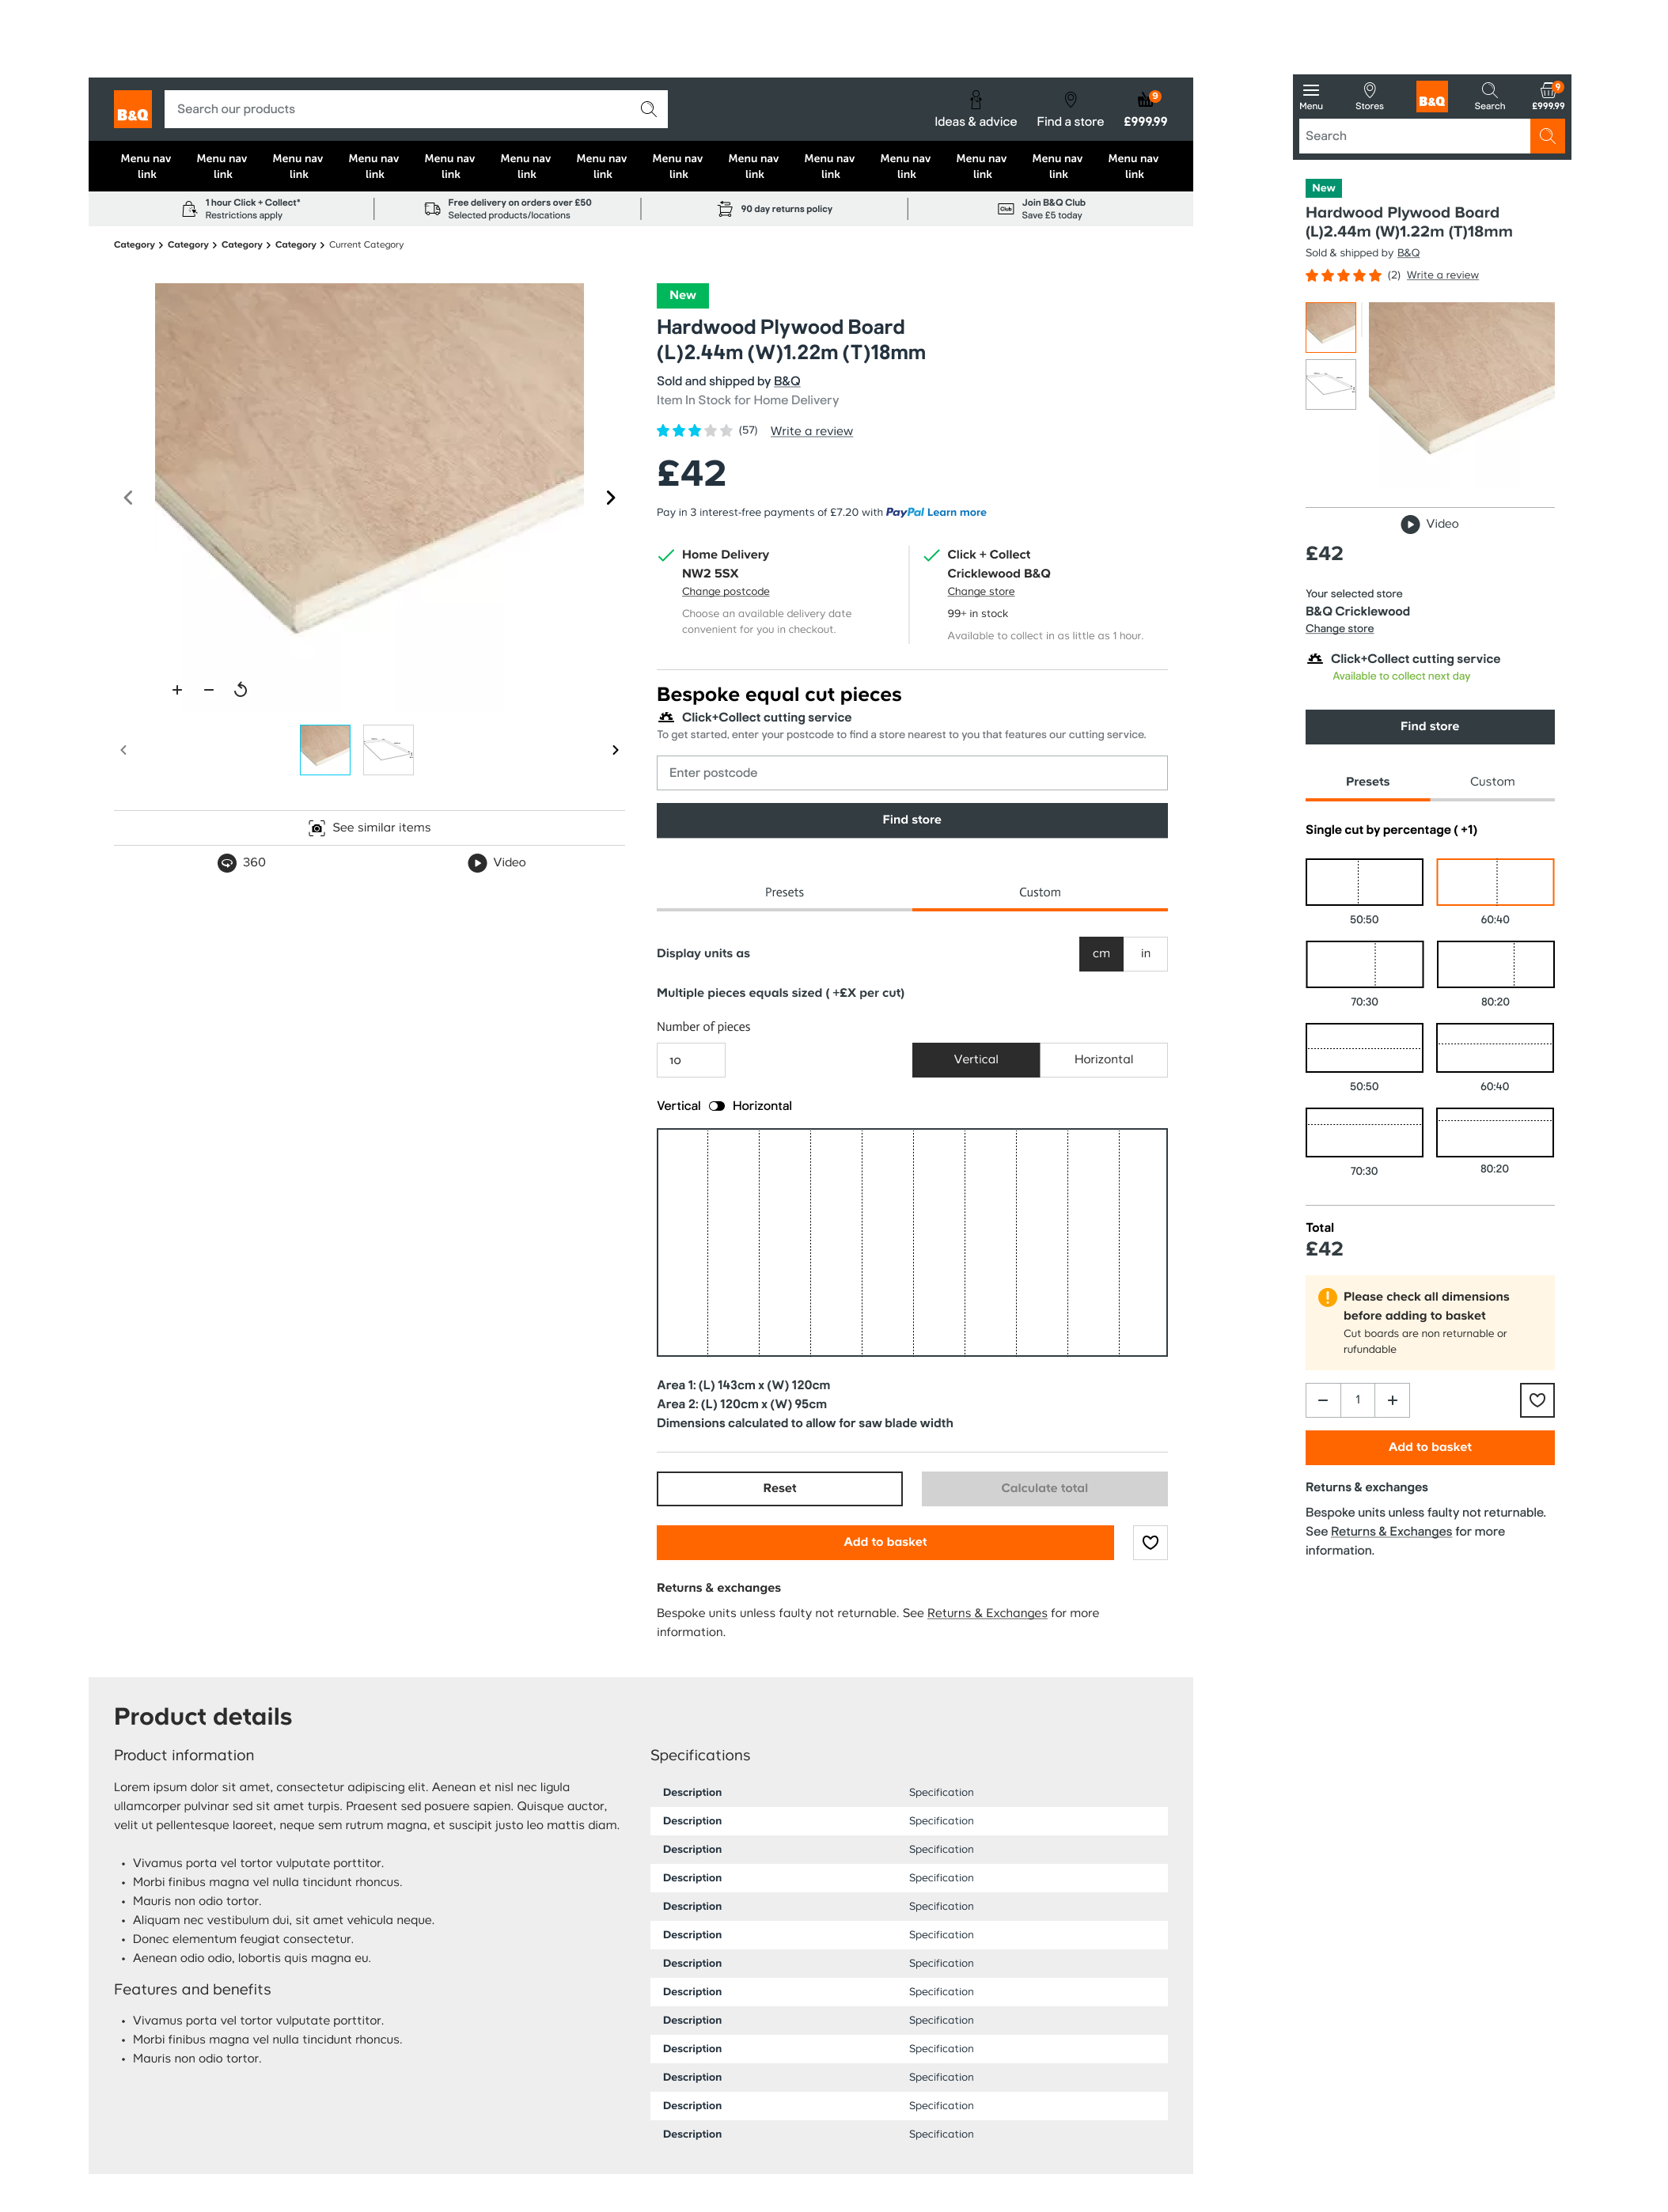 B&Q
Search our products
Ideas & advice
Find a store
9
£999.99
Menu nav link
Menu nav link
Menu nav link
Menu nav link
Menu nav link
Menu nav link
Menu nav link
Menu nav link
Menu nav link
Menu nav link
Menu nav link
Menu nav link
Menu nav link
Menu nav link
1 hour Click + Collect*
Restrictions apply
Free delivery on orders over £50
Selected products/locations
90 day returns policy
Club
Join B&Q Club
Save £5 today
Category
Category
Category
Category
Current Category
See similar items
360
Video
New
Hardwood Plywood Board
(L)2.44m (W)1.22m (T)18mm
Sold and shipped by B&Q
Item In Stock for Home Delivery
(57) Write a review
£42
Pay in 3 interest-free payments of £7.20 with PayPal Learn more
Home Delivery
NW2 5SX
Change postcode
Choose an available delivery date
convenient for you in checkout.
Click + Collect
Cricklewood B&Q
Change store
99+ in stock
Available to collect in as little as 1 hour.
Bespoke equal cut pieces
Click+Collect cutting service
To get started, enter your postcode to find a store nearest to you that features our cutting service.
Enter postcode
Find store
Presets
Custom
Display units as
cm
in
Multiple pieces equals sized ( +£X per cut)
Number of pieces
10
Vertical
Horizontal
Vertical
Horizontal
Area 1: (L) 143cm x (W) 120cm
Area 2: (L) 120cm x (W) 95cm
Dimensions calculated to allow for saw blade width
Reset
Calculate total
Add to basket
Returns & exchanges
Bespoke units unless faulty not returnable. See Returns & Exchanges for more
information.
Product details
Product information
Lorem ipsum dolor sit amet, consectetur adipiscing elit. Aenean et nisl nec ligula
ullamcorper pulvinar sed sit amet turpis. Praesent sed posuere sapien. Quisque auctor,
velit ut pellentesque laoreet, neque sem rutrum magna, et suscipit justo leo mattis diam.
• Vivamus porta vel tortor vulputate porttitor.
• Morbi finibus magna vel nulla tincidunt rhoncus.
• Mauris non odio tortor.
• Aliquam nec vestibulum dui, sit amet vehicula neque.
• Donec elementum feugiat consectetur.
• Aenean odio odio, lobortis quis magna eu.
Features and benefits
• Vivamus porta vel tortor vulputate porttitor.
• Morbi finibus magna vel nulla tincidunt rhoncus.
• Mauris non odio tortor.
Specifications
Description Specification
Description Specification
Description Specification
Description Specification
Description Specification
Description Specification
Description Specification
Description Specification
Description Specification
Description Specification
Description Specification
Description Specification
Description Specification
Menu
Stores
B&Q
Search
9
£999.99
Search
New
Hardwood Plywood Board
(L)2.44m (W)1.22m (T)18mm
Sold & shipped by B&Q
(2) Write a review
Video
£42
Your selected store
B&Q Cricklewood
Change store
Click+Collect cutting service
Available to collect next day
Find store
Presets
Custom
Single cut by percentage ( +1)
50:50
60:40
70:30
80:20
50:50
60:40
70:30
80:20
Total
£42
Please check all dimensions
before adding to basket
Cut boards are non returnable or
rufundable
1
Add to basket
Returns & exchanges
Bespoke units unless faulty not returnable.
See Returns & Exchanges for more
information.